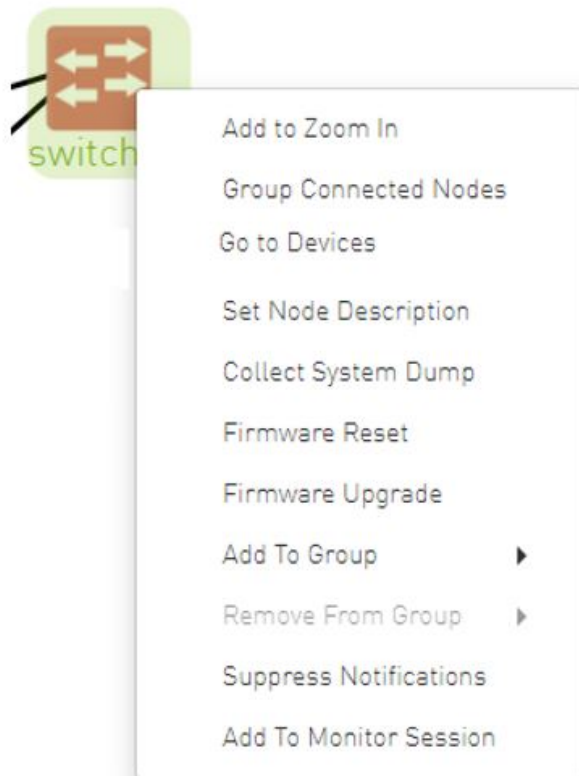 switch
Add to Zoom In
Group Connected Nodes
Go to Devices
Set Node Description
Collect System Dump
Firmware Reset
Firmware Upgrade
Add To Group
Remove From Group
Suppress Notifications
Add To Monitor Session